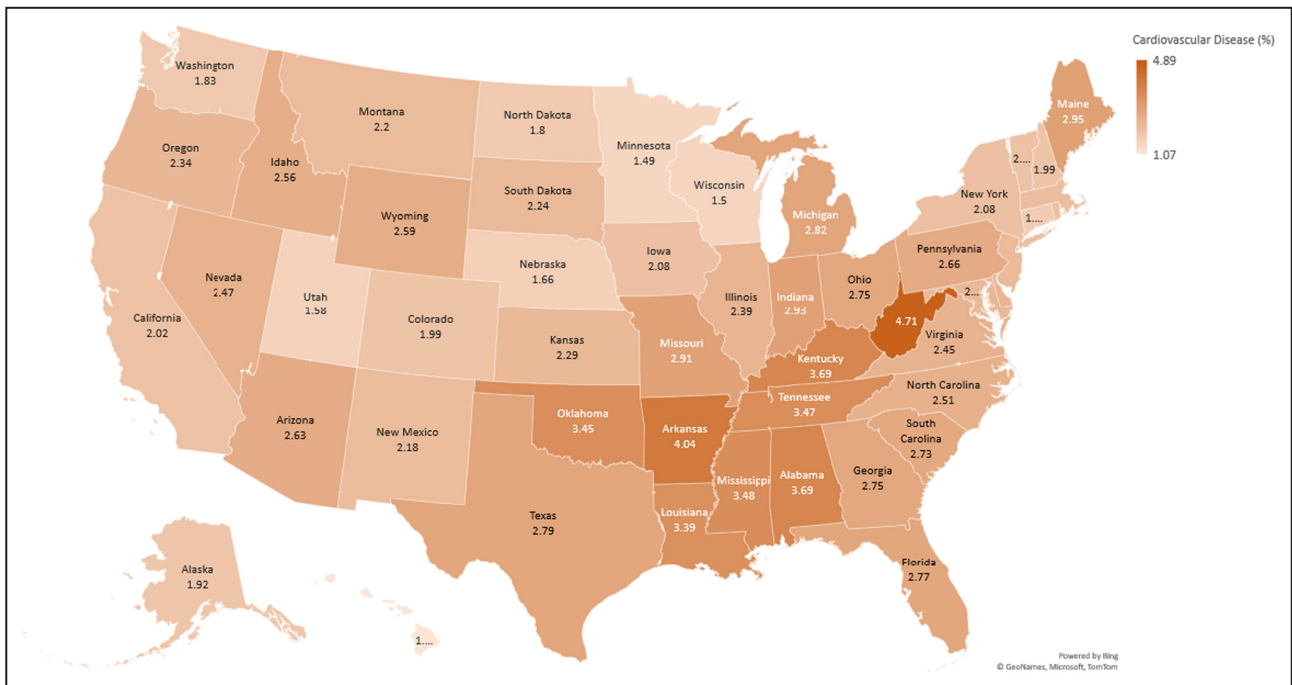 Cardiovascular Disease (%)
4.89
1.07
Washington
1.83
Montana
2.2
North Dakota
1.8
Minnesota
1.49
Maine
2.95
Oregon
2.34
Idaho
2.56
South Dakota
2.24
Wisconsin
1.5
Michigan
2.82
2....
1.99
New York
2.08
1....
Wyoming
2.59
Iowa
2.08
Nebraska
1.66
Pennsylvania
2.66
Nevada
2.47
Utah
1.58
Colorado
1.99
Illinois
2.39
Indiana
2.93
Ohio
2.75
2....
California
2.02
Kansas
2.29
Missouri
2.91
4.71
Virginia
2.45
Kentucky
3.69
Arizona
2.63
New Mexico
2.18
Oklahoma
3.45
Arkansas
4.04
Tennessee
3.47
North Carolina
2.51
South
Carolina
2.73
Texas
2.79
Louisiana
3.39
Mississippi
3.48
Alabama
3.69
Georgia
2.75
Florida
2.77
Alaska
1.92
1....
Powered by Bing
© GeoNames, Microsoft, TomTom